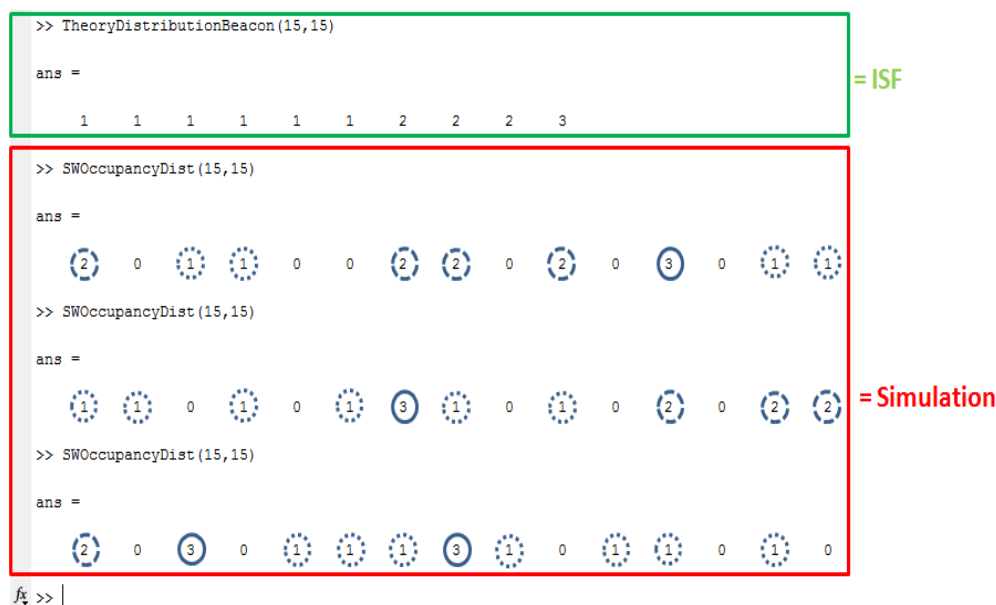 >> TheoryDistributionBeacon(15,15)
ans =
= ISF
1 1 1 1 1 1 2 2 2 3
>> SWOccupancyDist(15,15)
ans =
2 0 1 1 0 0 2 2 0 2 0 3 0 1 1
>> SWOccupancyDist(15,15)
ans =
1 1 0 1 0 1 3 1 0 1 0 2 0 2 2
= Simulation
>> SWOccupancyDist(15,15)
ans =
2 0 3 0 1 1 1 3 1 0 1 1 0 1 0
fx >>